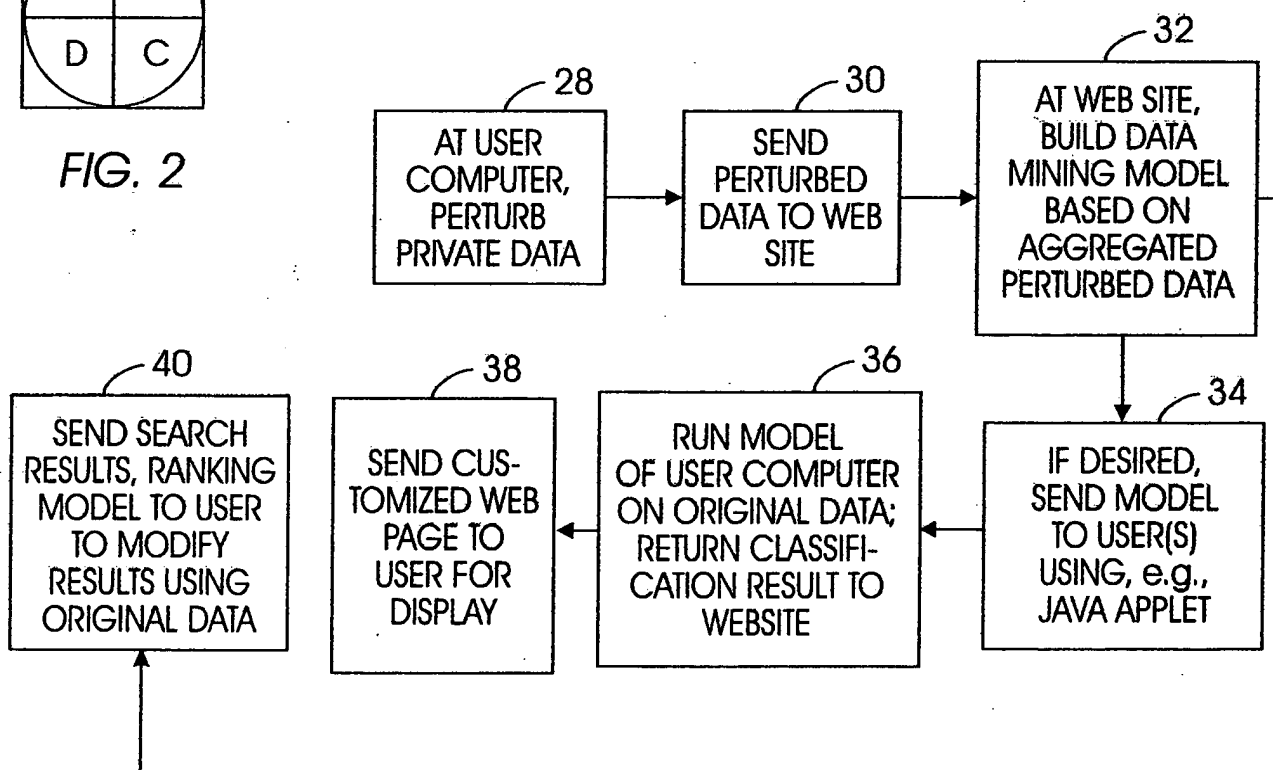 D C
FIG. 2
28
AT USER
COMPUTER,
PERTURB
PRIVATE DATA
30
SEND
PERTURBED
DATA TO WEB
SITE
32
AT WEB SITE,
BUILD DATA
MINING MODEL
BASED ON
AGGREGATED
PERTURBED DATA
34
IF DESIRED,
SEND MODEL
TO USER(S)
USING, e.g.,
JAVA APPLET
36
RUN MODEL
OF USER COMPUTER
ON ORIGINAL DATA;
RETURN CLASSIFI-
CATION RESULT TO
WEBSITE
38
SEND CUS-
TOMIZED WEB
PAGE TO
USER FOR
DISPLAY
40
SEND SEARCH
RESULTS, RANKING
MODEL TO USER
TO MODIFY
RESULTS USING
ORIGINAL DATA